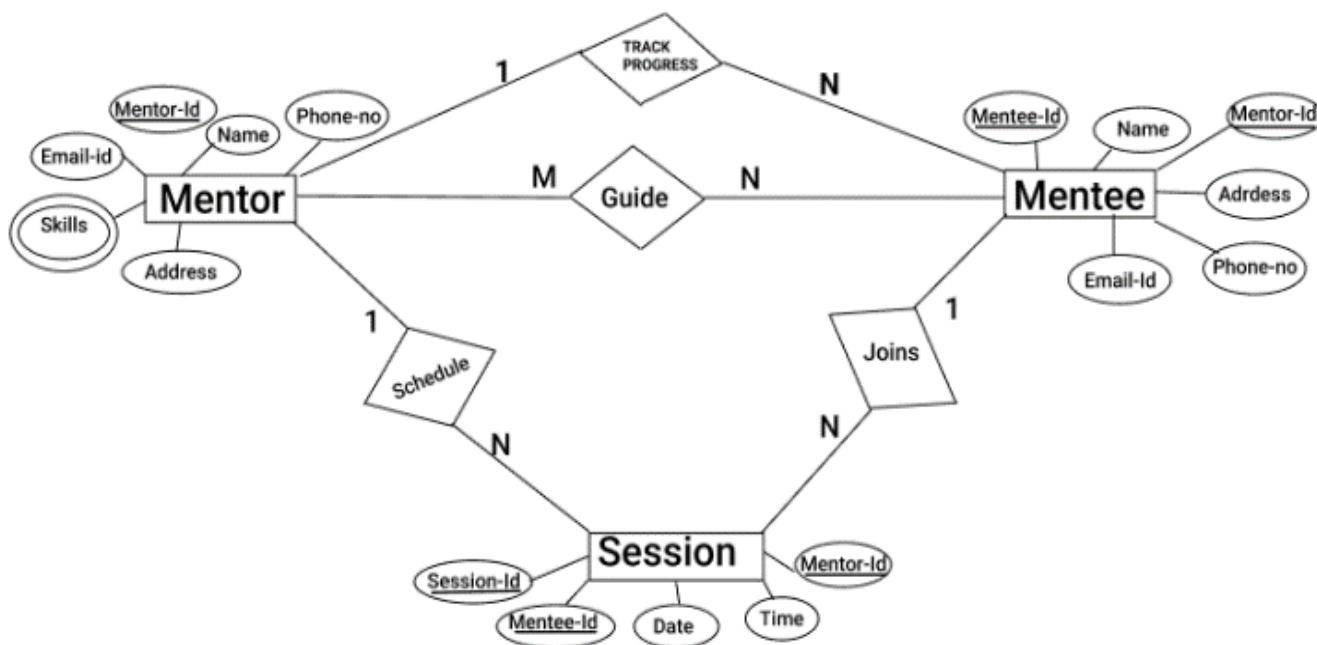 TRACK
PROGRESS
1
N
Mentor-Id
Name
Phone-no
Email-id
Mentor
Skills
Address
M
Guide
N
Mentee-Id
Name
Mentor-Id
Mentee
Adrdess
Email-Id
Phone-no
1
Schedule
N
1
Joins
N
Session
Session-Id
Mentee-Id
Date
Time
Mentor-Id